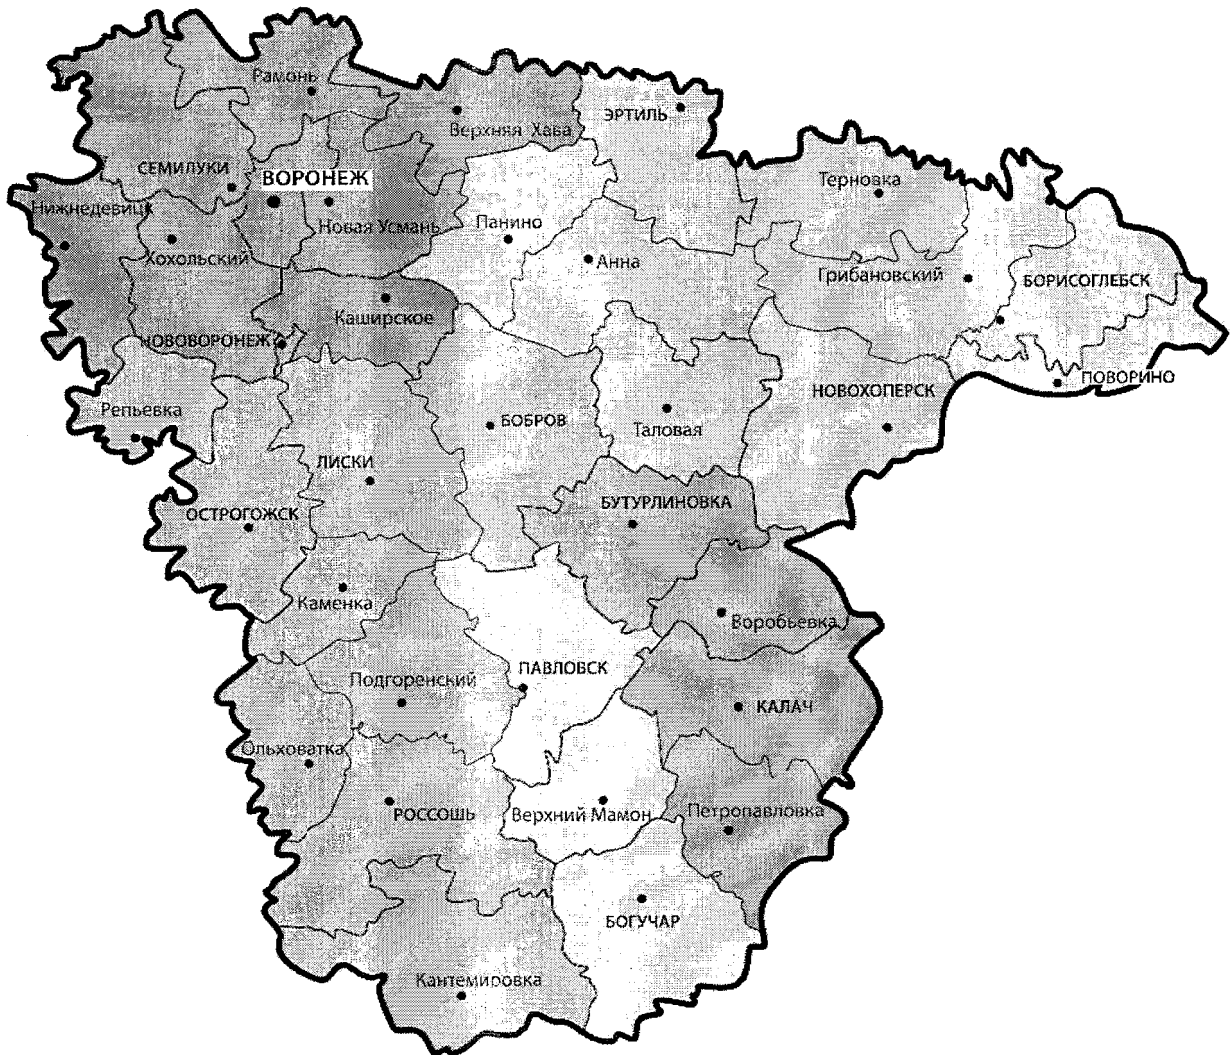 Рамонь
Верхняя Хава
ЭРТИЛЬ
СЕМИЛУКИ
ВОРОНЕЖ
Терновка
Нижнедевицк
Новая Усмань
Панино
Хохольский
Анна
Грибановский
БОРИСОГЛЕБСК
Каширское
НОВОВОРОНЕЖ
ПОВОРИНО
НОВОХОПЕРСК
Репьевка
БОБРОВ
Таловая
ЛИСКИ
БУТУРЛИНОВКА
ОСТРОГОЖСК
Каменка
Воробьевка
ПАВЛОВСК
Подгоренский
КАЛАЧ
Ольховатка
РОССОШЬ
Верхний Мамон
Петропавловка
БОГУЧАР
Кантемировка